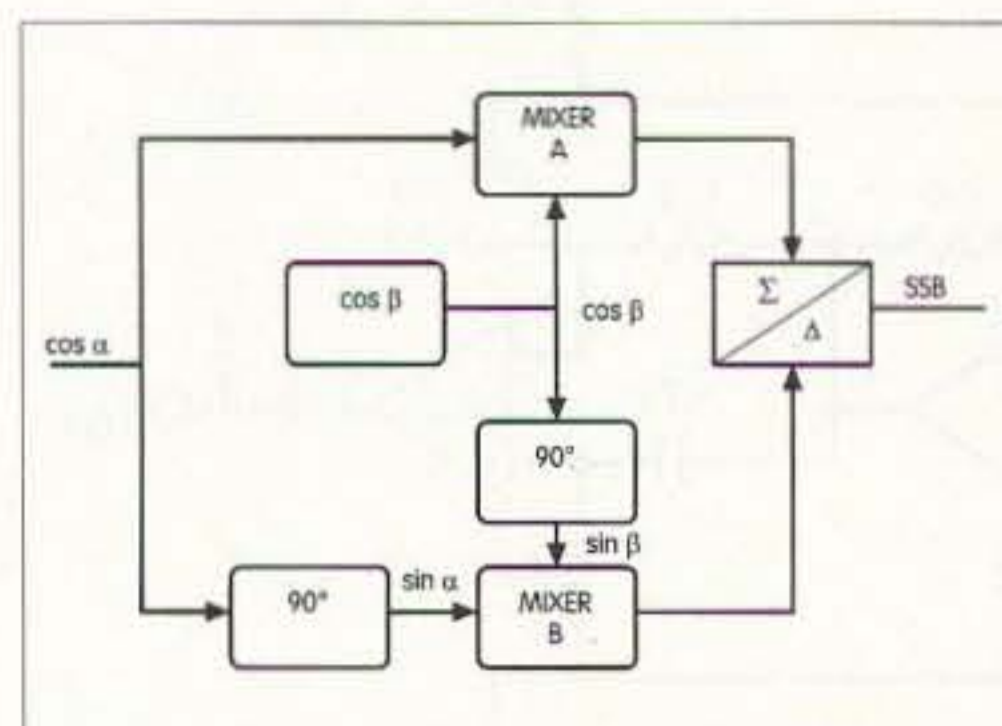 MIXER
A
cos β
cos β
Σ
Δ
SSB
cos α
90°
sin β
90°
sin α
MIXER
B